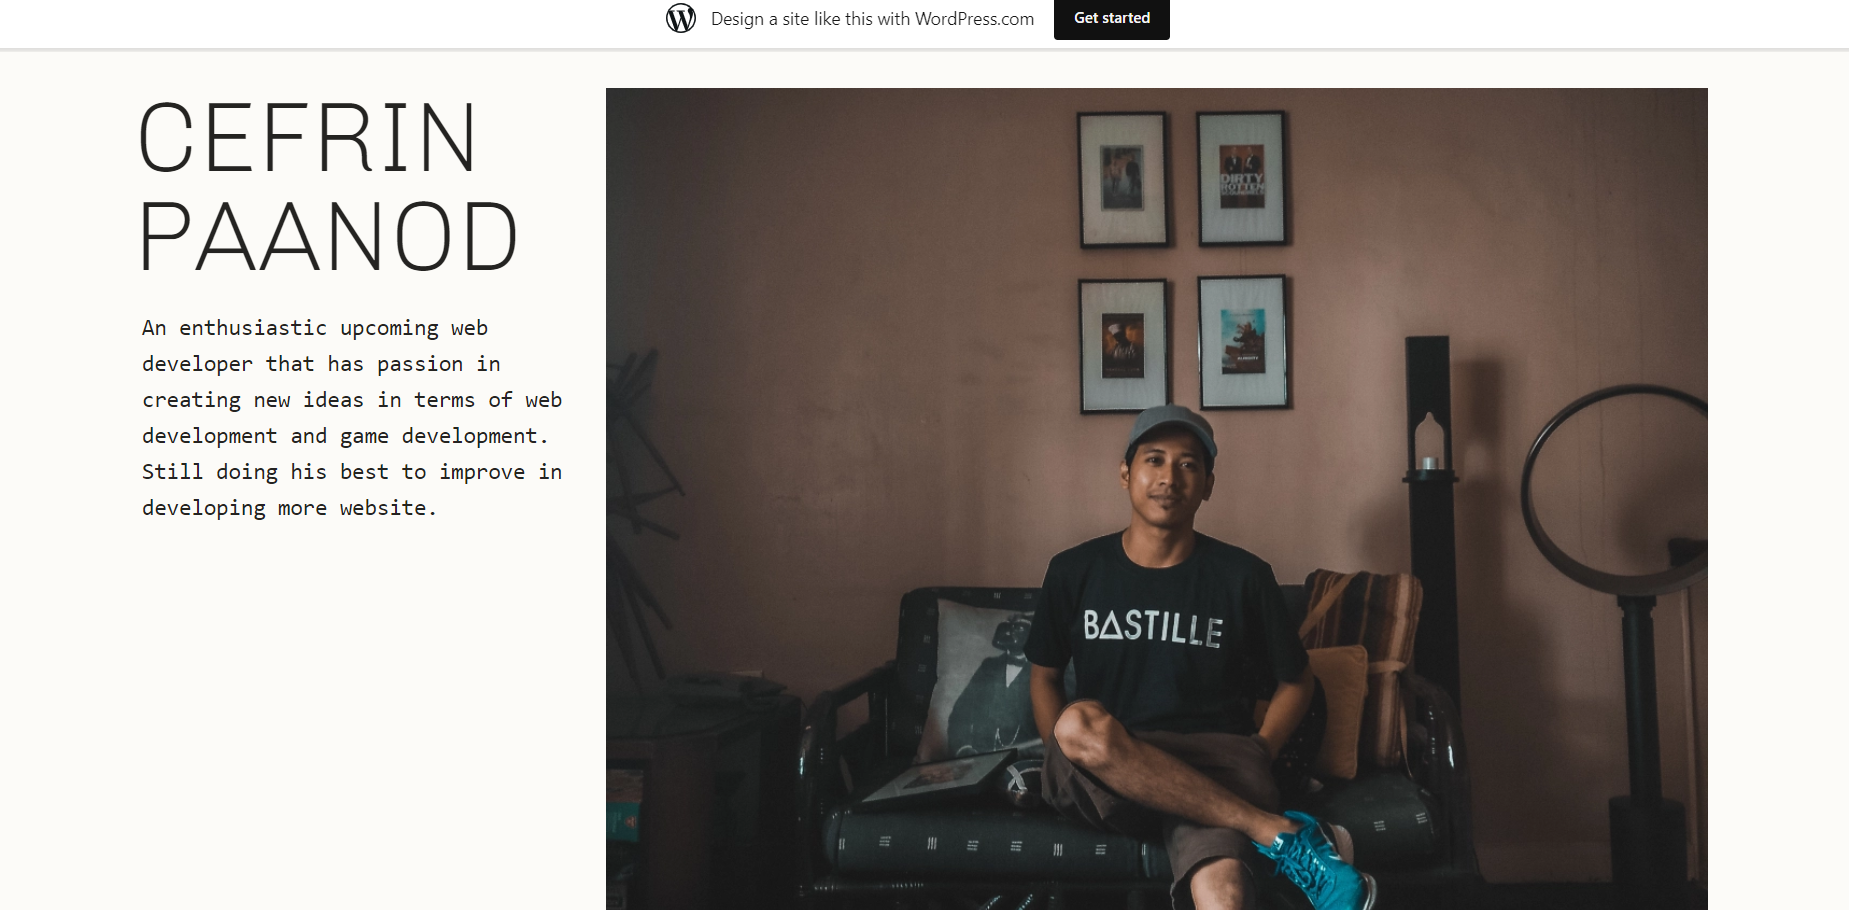 Design a site like this with WordPress.com
Get started
CEFRIN
PAANOD
An enthusiastic upcoming web
developer that has passion in
creating new ideas in terms of web
development and game development.
Still doing his best to improve in
developing more website.
DIRTY
ROTTEN
BASTILLE